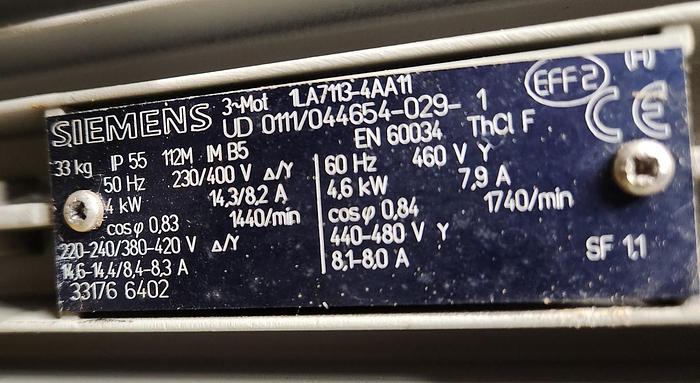 SIEMENS 3~Mot 1LA7113-4AA11 EFF2 (H)
UD 0111/044654-029- 1 CE
33 kg IP 55 112M IM B5 EN 60034 ThCl F
50 Hz 230/400 V Δ/Y 60 Hz 460 V Y
4 kW 14,3/8,2 A 4,6 kW 7,9 A
cosφ 0,83 1440/min cosφ 0,84 1740/min
220-240/380-420 V Δ/Y 440-480 V Y
14,6-14,4/8,4-8,3 A 8,1-8,0 A SF 1,1
33176 6402